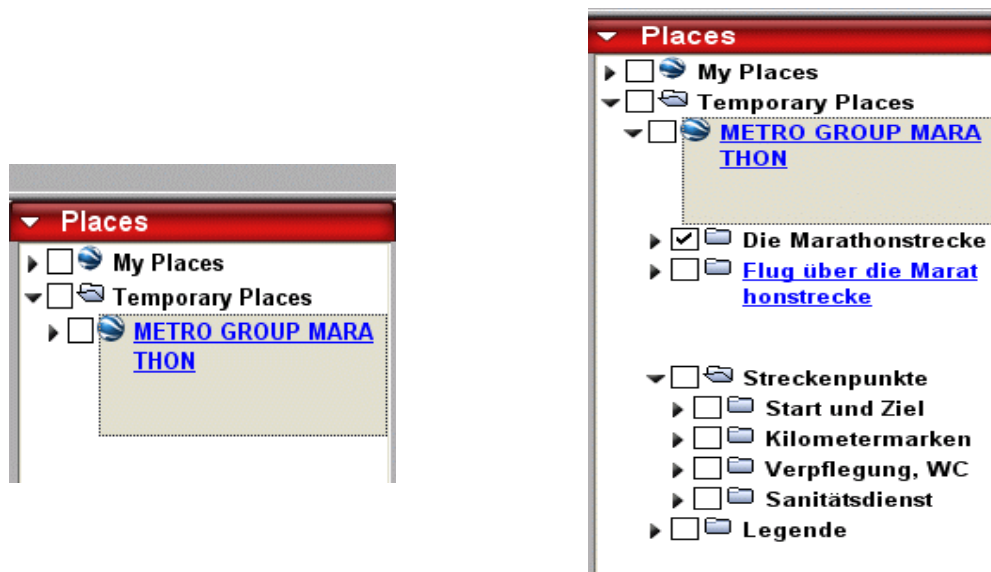 Places
My Places
Temporary Places
METRO GROUP MARA
THON
Places
My Places
Temporary Places
METRO GROUP MARA
THON
Die Marathonstrecke
Flug über die Marat
honstrecke
Streckenpunkte
Start und Ziel
Kilometermarken
Verpflegung, WC
Sanitätsdienst
Legende